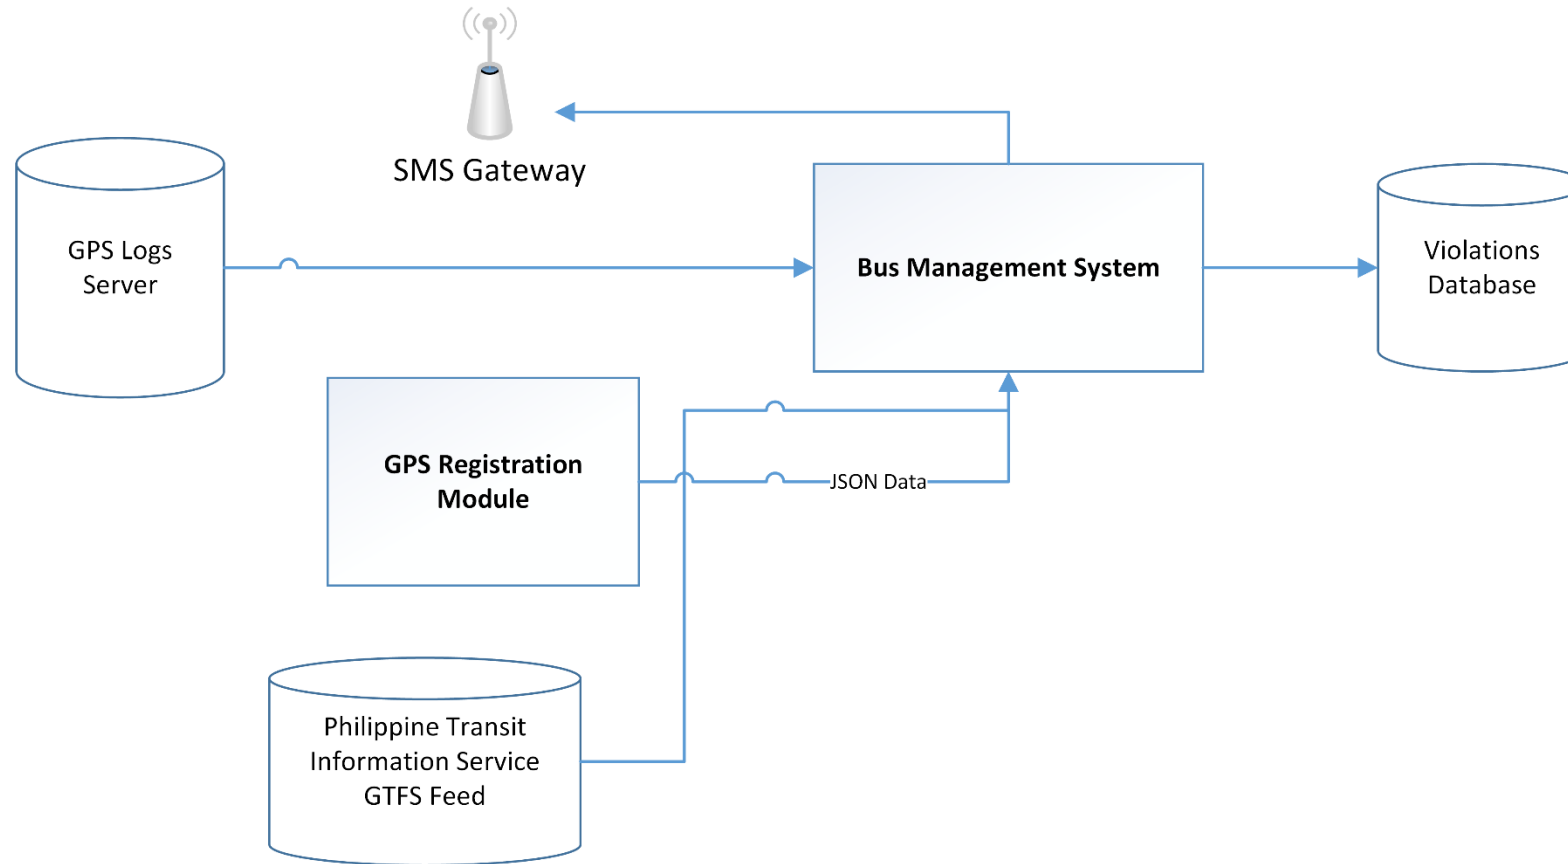 SMS Gateway
GPS Logs
Server
Bus Management System
Violations
Database
GPS Registration
Module
JSON Data
Philippine Transit
Information Service
GTFS Feed